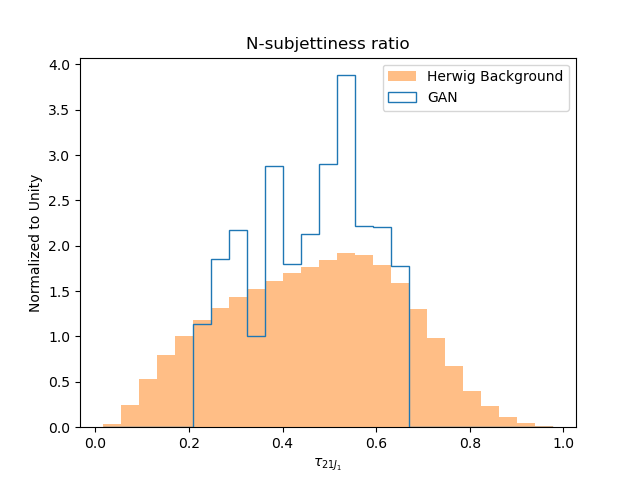 N-subjettiness ratio
Herwig Background
GAN
Normalized to Unity
4.0
3.5
3.0
2.5
2.0
1.5
1.0
0.5
0.0
0.0 0.2 0.4 0.6 0.8 1.0
τ₂₁J₁